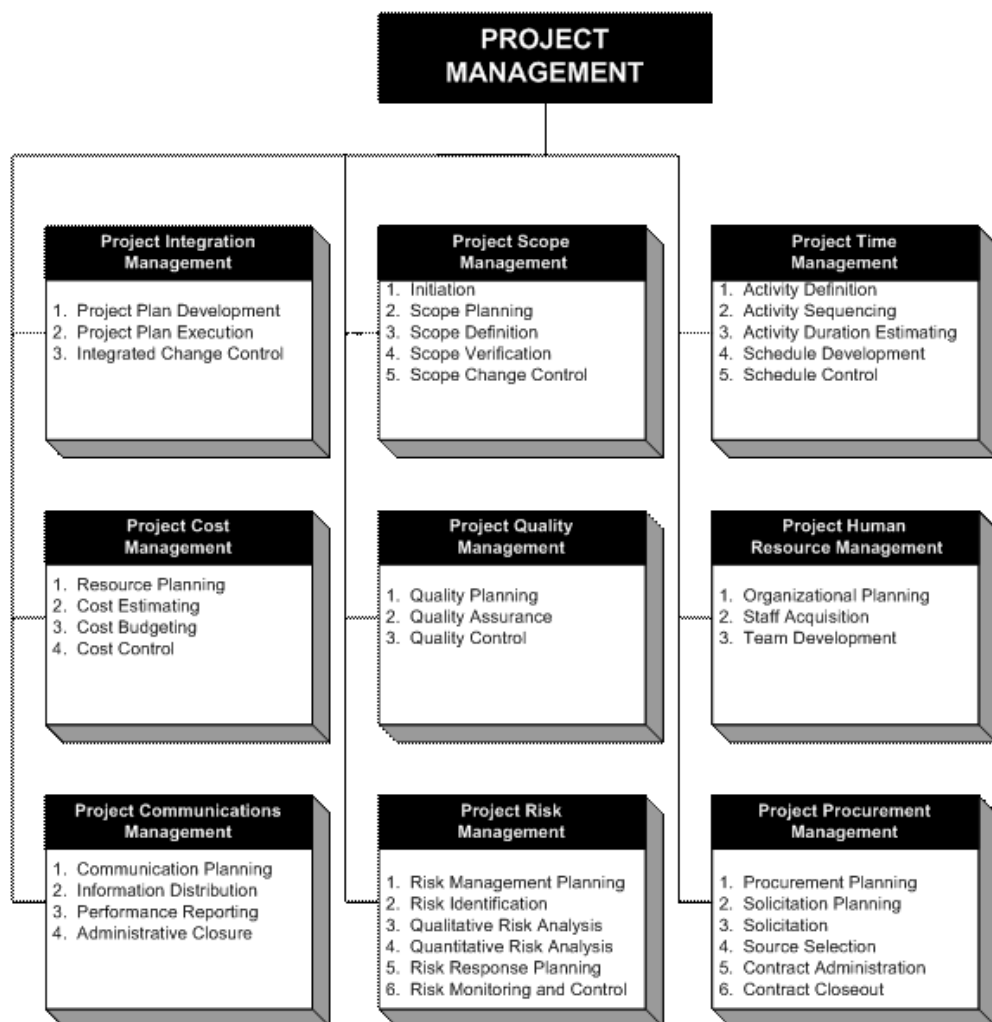 PROJECT
MANAGEMENT
Project Integration
Management
1. Project Plan Development
2. Project Plan Execution
3. Integrated Change Control
Project Scope
Management
1. Initiation
2. Scope Planning
3. Scope Definition
4. Scope Verification
5. Scope Change Control
Project Time
Management
1. Activity Definition
2. Activity Sequencing
3. Activity Duration Estimating
4. Schedule Development
5. Schedule Control
Project Cost
Management
1. Resource Planning
2. Cost Estimating
3. Cost Budgeting
4. Cost Control
Project Quality
Management
1. Quality Planning
2. Quality Assurance
3. Quality Control
Project Human
Resource Management
1. Organizational Planning
2. Staff Acquisition
3. Team Development
Project Communications
Management
1. Communication Planning
2. Information Distribution
3. Performance Reporting
4. Administrative Closure
Project Risk
Management
1. Risk Management Planning
2. Risk Identification
3. Qualitative Risk Analysis
4. Quantitative Risk Analysis
5. Risk Response Planning
6. Risk Monitoring and Control
Project Procurement
Management
1. Procurement Planning
2. Solicitation Planning
3. Solicitation
4. Source Selection
5. Contract Administration
6. Contract Closeout